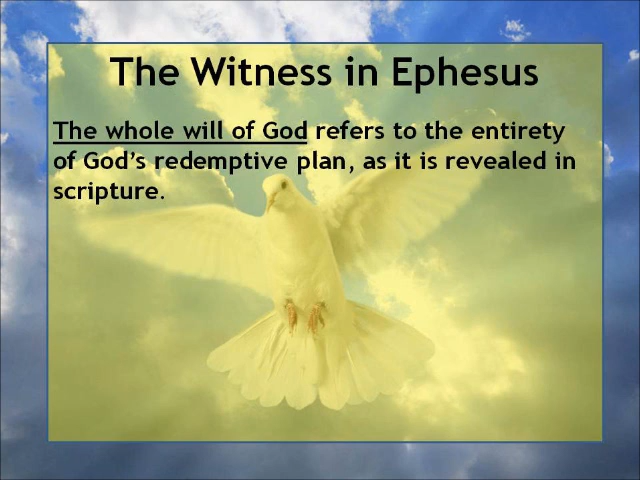 The Witness in Ephesus
The whole will of God refers to the entirety
of God's redemptive plan, as it is revealed in
scripture.